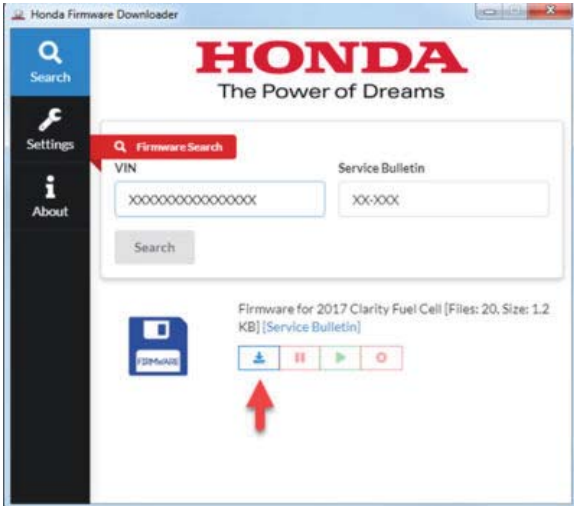 Honda Firmware Downloader
Search
Settings
About
HONDA
The Power of Dreams
Firmware Search
VIN
Service Bulletin
XXXXXXXXXXXXXXXX
XX-XXX
Search
Firmware for 2017 Clarity Fuel Cell [Files: 20, Size: 1.2
KB] [Service Bulletin]
FIRMWARE